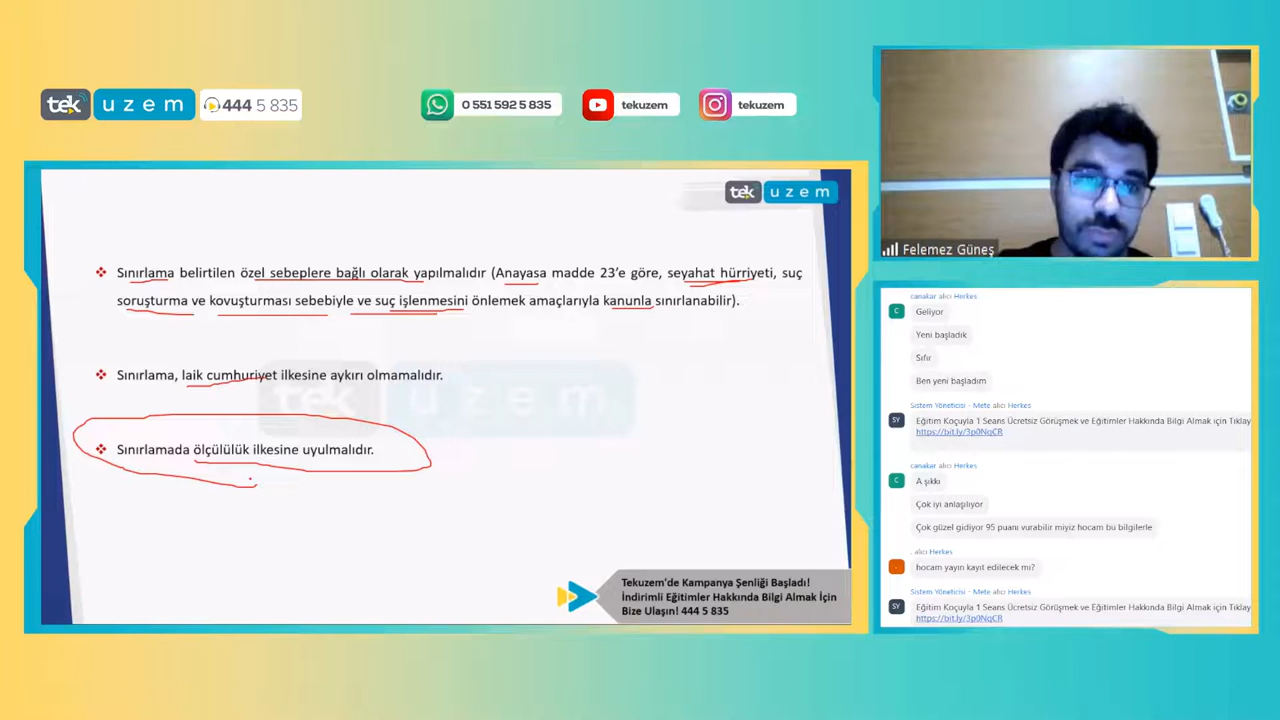 tek uzem 444 5 835
0 551 592 5 835
tekuzem
tekuzem
tek uzem
❖ Sınırlama belirtilen özel sebeplere bağlı olarak yapılmalıdır (Anayasa madde 23'e göre, seyahat hürriyeti, suç
soruşturma ve kovuşturması sebebiyle ve suç işlenmesini önlemek amaçlarıyla kanunla sınırlanabilir).
❖ Sınırlama, laik cumhuriyet ilkesine aykırı olmamalıdır.
tek uzem
❖ Sınırlamada ölçülülük ilkesine uyulmalıdır.
Tekuzem'de Kampanya Şenliği Başladı!
İndirimli Eğitimler Hakkında Bilgi Almak İçin
Bize Ulaşın! 444 5 835
Felemez Güneş
canakar alıcı Herkes
C Geliyor
Yeni başladık
Sıfır
Ben yeni başladım
Sistem Yöneticisi - Mete alıcı Herkes
SY Eğitim Koçuyla 1 Seans Ücretsiz Görüşmek ve Eğitimler Hakkında Bilgi Almak için Tıklay
https://bit.ly/3p0NqCR
canakar alıcı Herkes
C A şıkkı
Çok iyi anlaşılıyor
Çok güzel gidiyor 95 puanı vurabilir miyiz hocam bu bilgilerle
. alıcı Herkes
. hocam yayın kayıt edilecek mı?
Sistem Yöneticisi - Mete alıcı Herkes
SY Eğitim Koçuyla 1 Seans Ücretsiz Görüşmek ve Eğitimler Hakkında Bilgi Almak için Tıklay
https://bit.ly/3p0NqCR